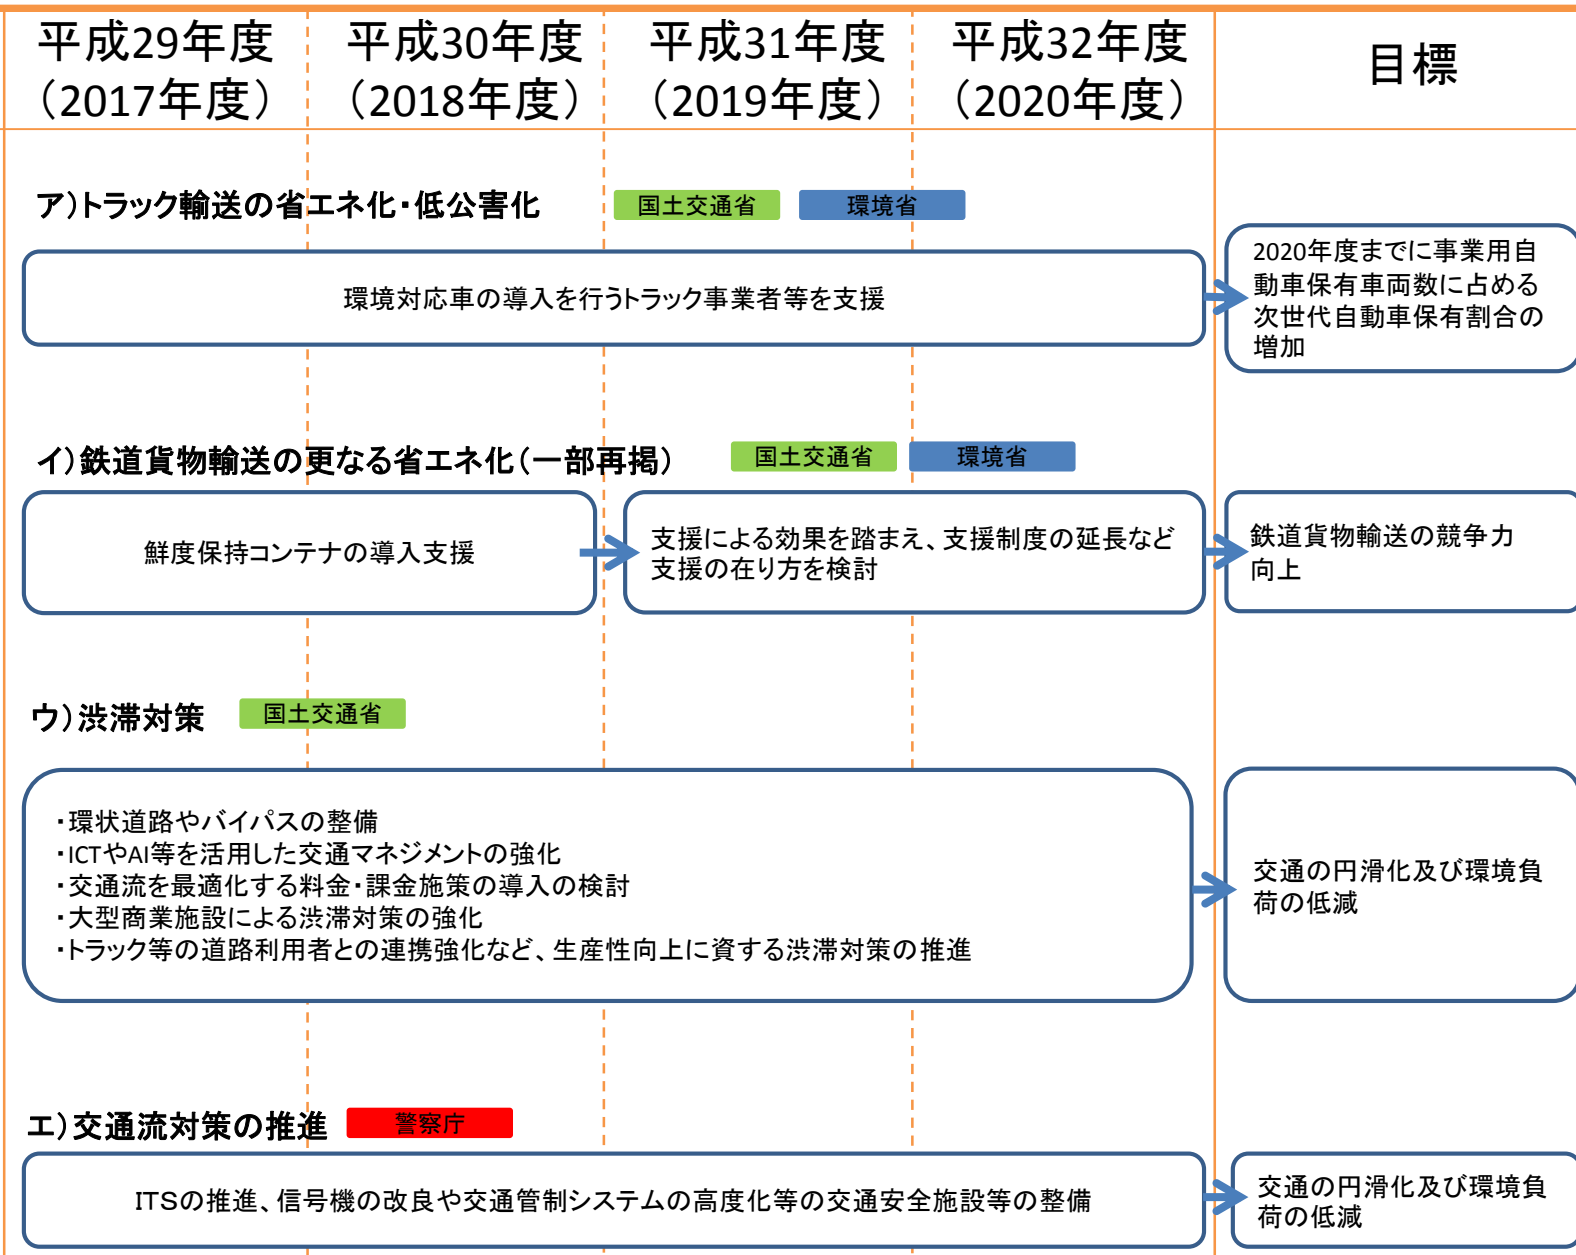 平成29年度
（2017年度）
平成30年度
（2018年度）
平成31年度
（2019年度）
平成32年度
（2020年度）
目標
ア）トラック輸送の省エネ化・低公害化
国土交通省
環境省
環境対応車の導入を行うトラック事業者等を支援
2020年度までに事業用自
動車保有車両数に占める
次世代自動車保有割合の
増加
イ）鉄道貨物輸送の更なる省エネ化（一部再掲）
国土交通省
環境省
鮮度保持コンテナの導入支援
支援による効果を踏まえ、支援制度の延長など
支援の在り方を検討
鉄道貨物輸送の競争力
向上
ウ）渋滞対策
国土交通省
・環状道路やバイパスの整備
・ICTやAI等を活用した交通マネジメントの強化
・交通流を最適化する料金・課金施策の導入の検討
・大型商業施設による渋滞対策の強化
・トラック等の道路利用者との連携強化など、生産性向上に資する渋滞対策の推進
交通の円滑化及び環境負
荷の低減
エ）交通流対策の推進
警察庁
ITSの推進、信号機の改良や交通管制システムの高度化等の交通安全施設等の整備
交通の円滑化及び環境負
荷の低減